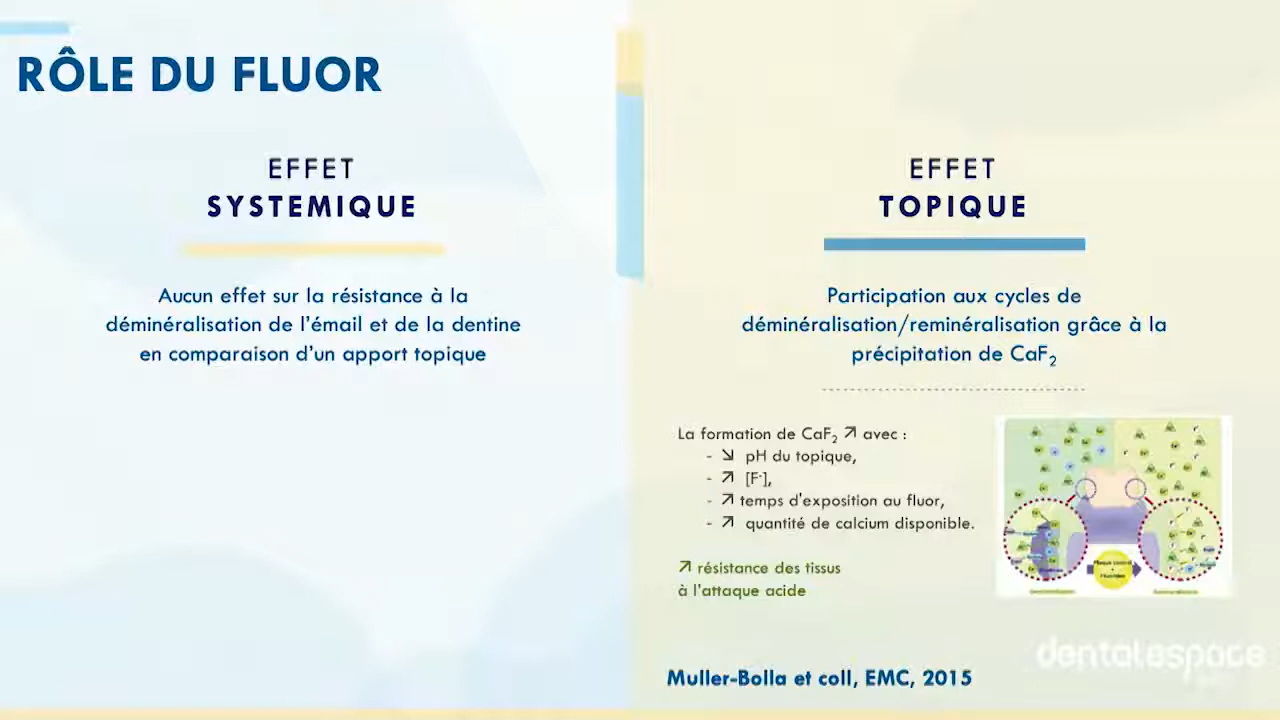 RÔLE DU FLUOR
EFFET
SYSTEMIQUE
Aucun effet sur la résistance à la
déminéralisation de l'émail et de la dentine
en comparaison d'un apport topique
EFFET
TOPIQUE
Participation aux cycles de
déminéralisation/reminéralisation grâce à la
précipitation de CaF₂
La formation de CaF₂ ↗ avec :
- ↘ pH du topique,
- ↗ [F⁻],
- ↗ temps d'exposition au fluor,
- ↗ quantité de calcium disponible.
↗ résistance des tissus
à l'attaque acide
Muller-Bolla et coll, EMC, 2015
dentalespace